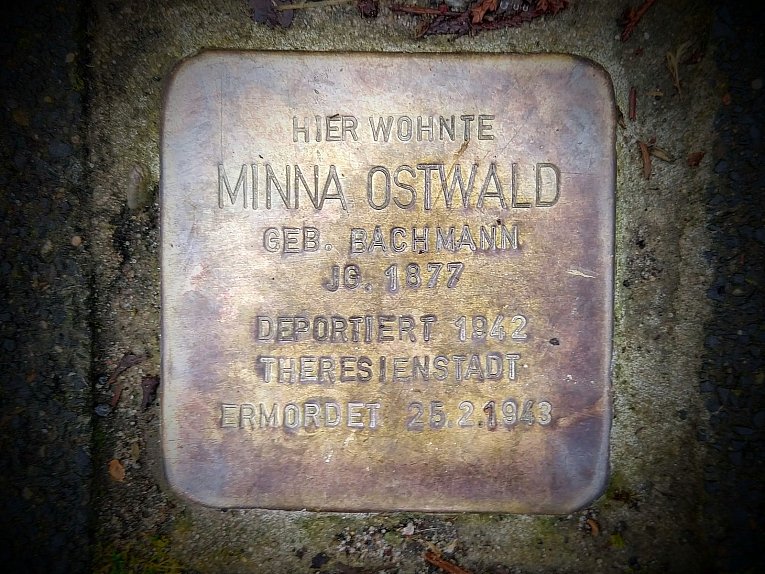 HIER WOHNTE
MINNA OSTWALD
GEB. BACHMANN
JG. 1877
DEPORTIERT 1942
THERESIENSTADT
ERMORDET 25.2.1943